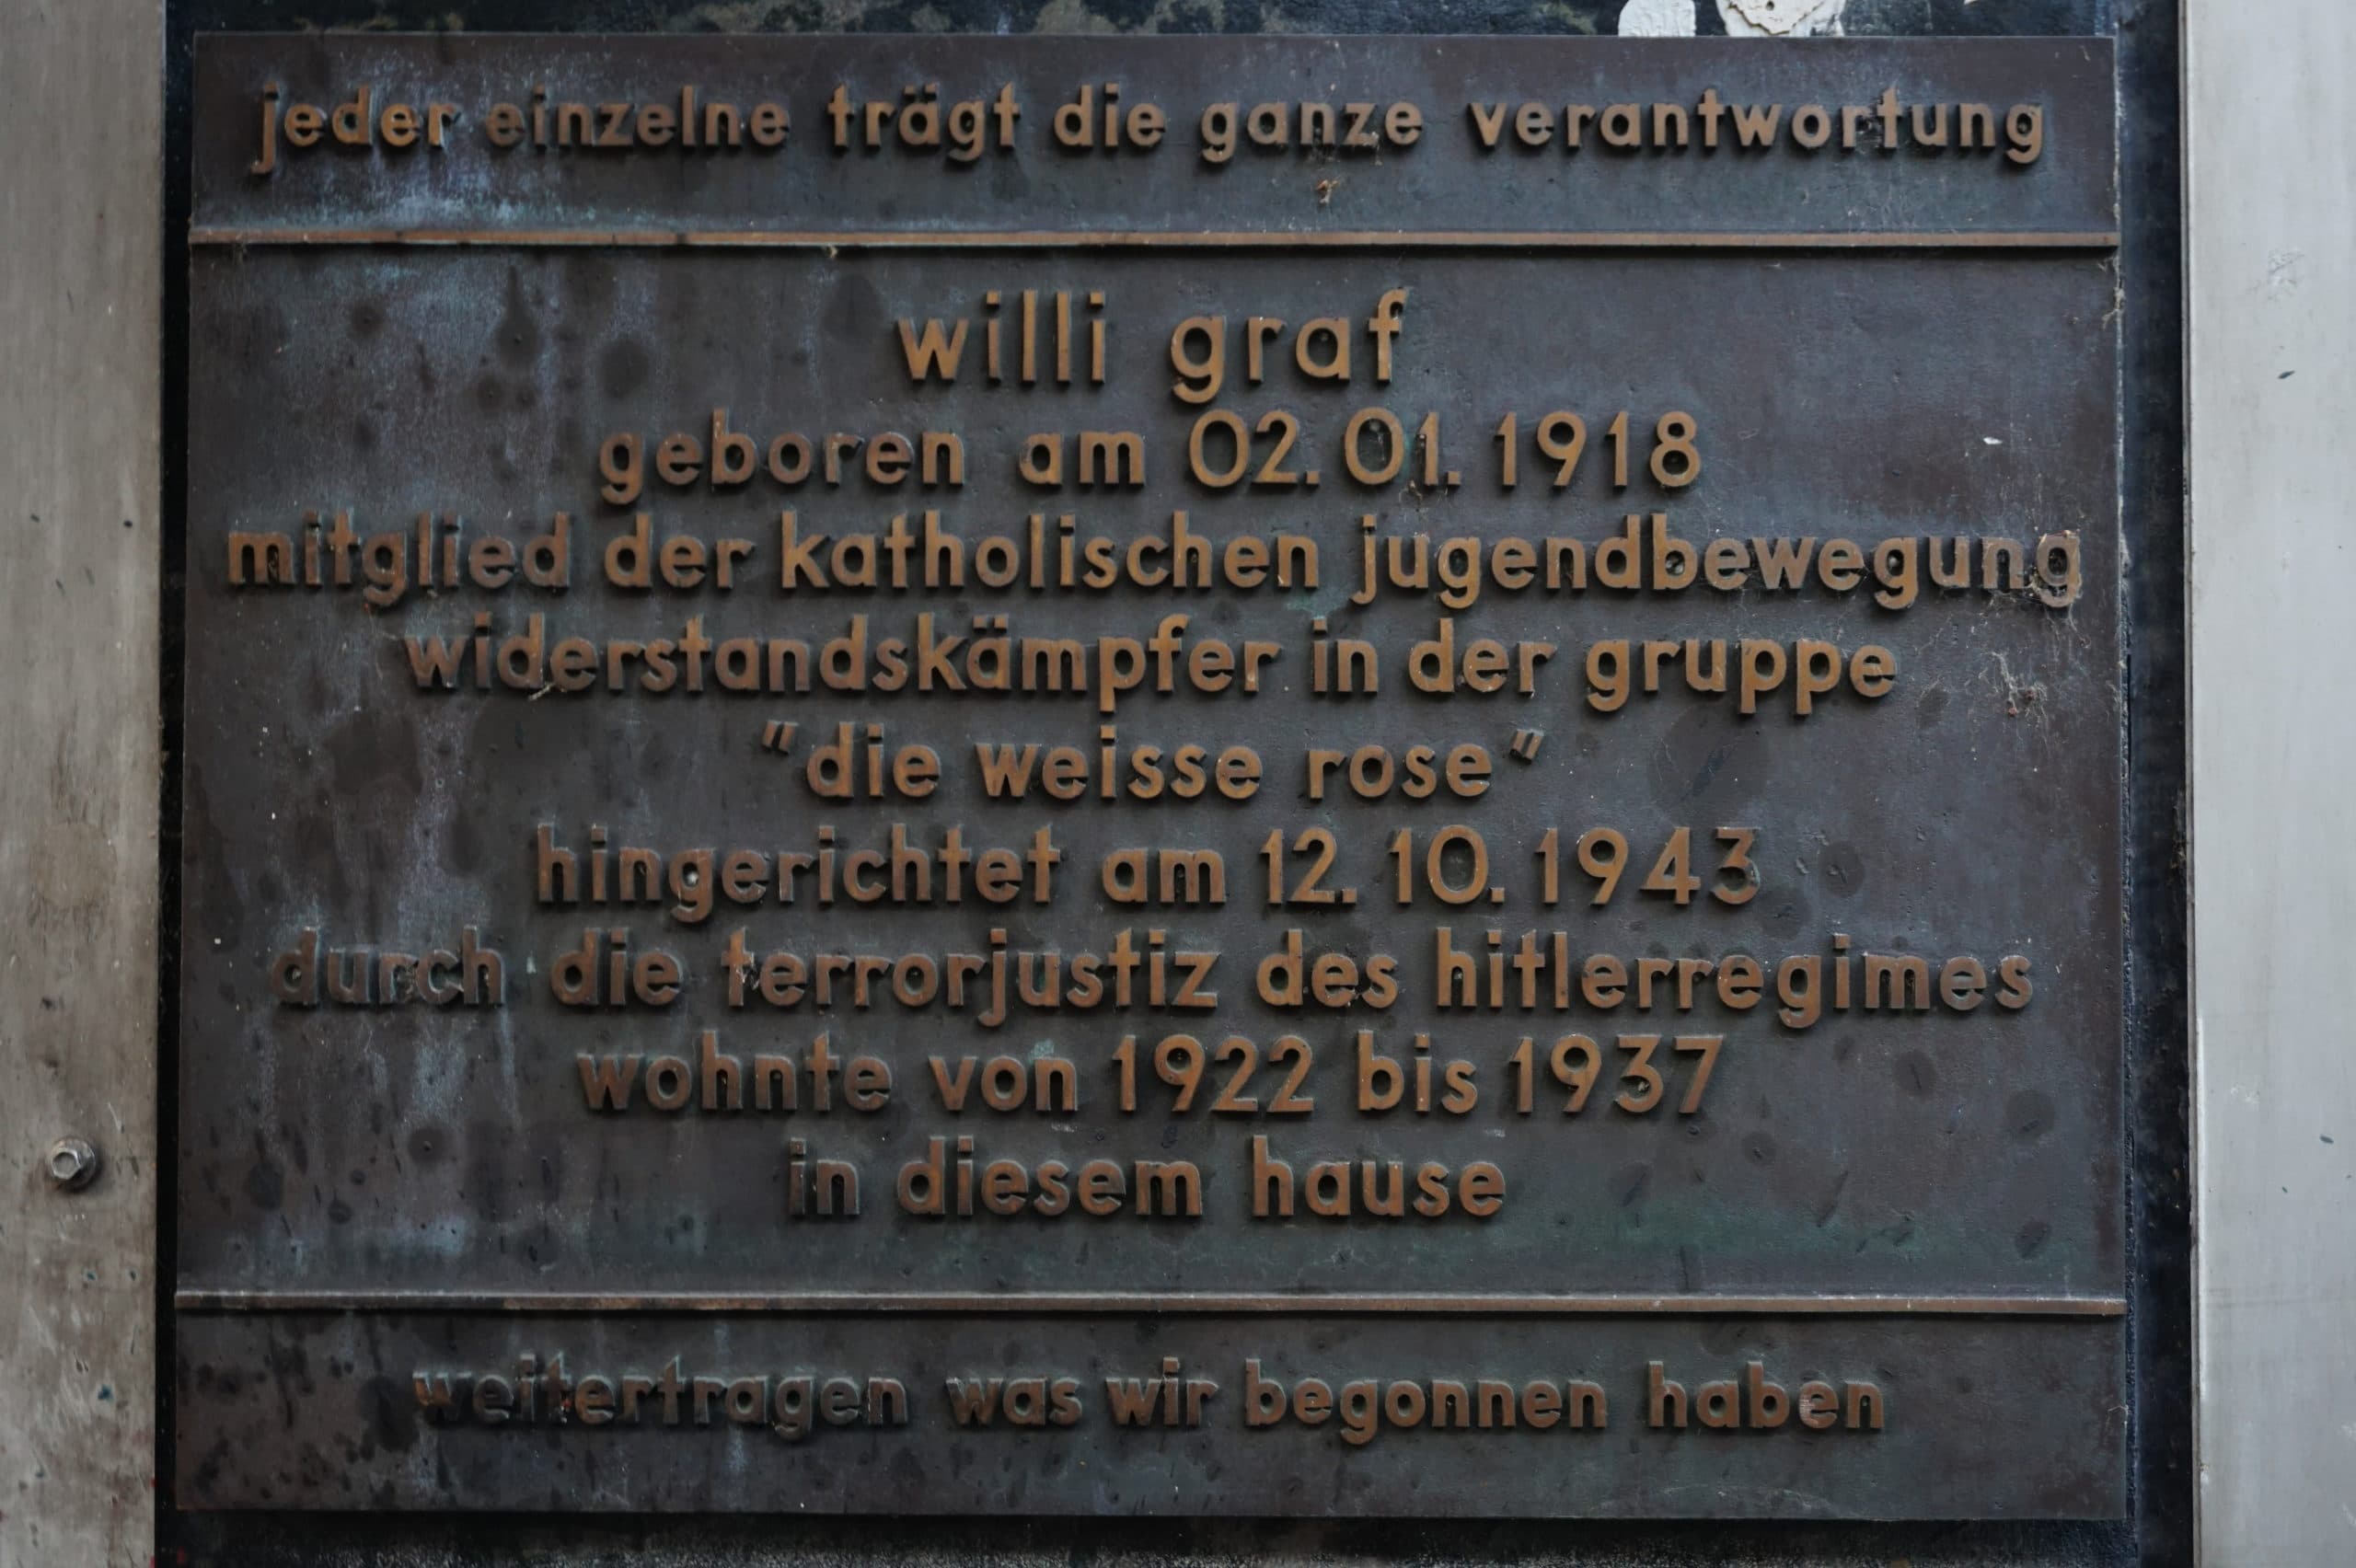 jeder einzelne trägt die ganze verantwortung
willi graf
geboren am 02.01.1918
mitglied der katholischen jugendbewegung
widerstandskämpfer in der gruppe
"die weisse rose"
hingerichtet am 12.10.1943
durch die terrorjustiz des hitlerregimes
wohnte von 1922 bis 1937
in diesem hause
weitertragen was wir begonnen haben